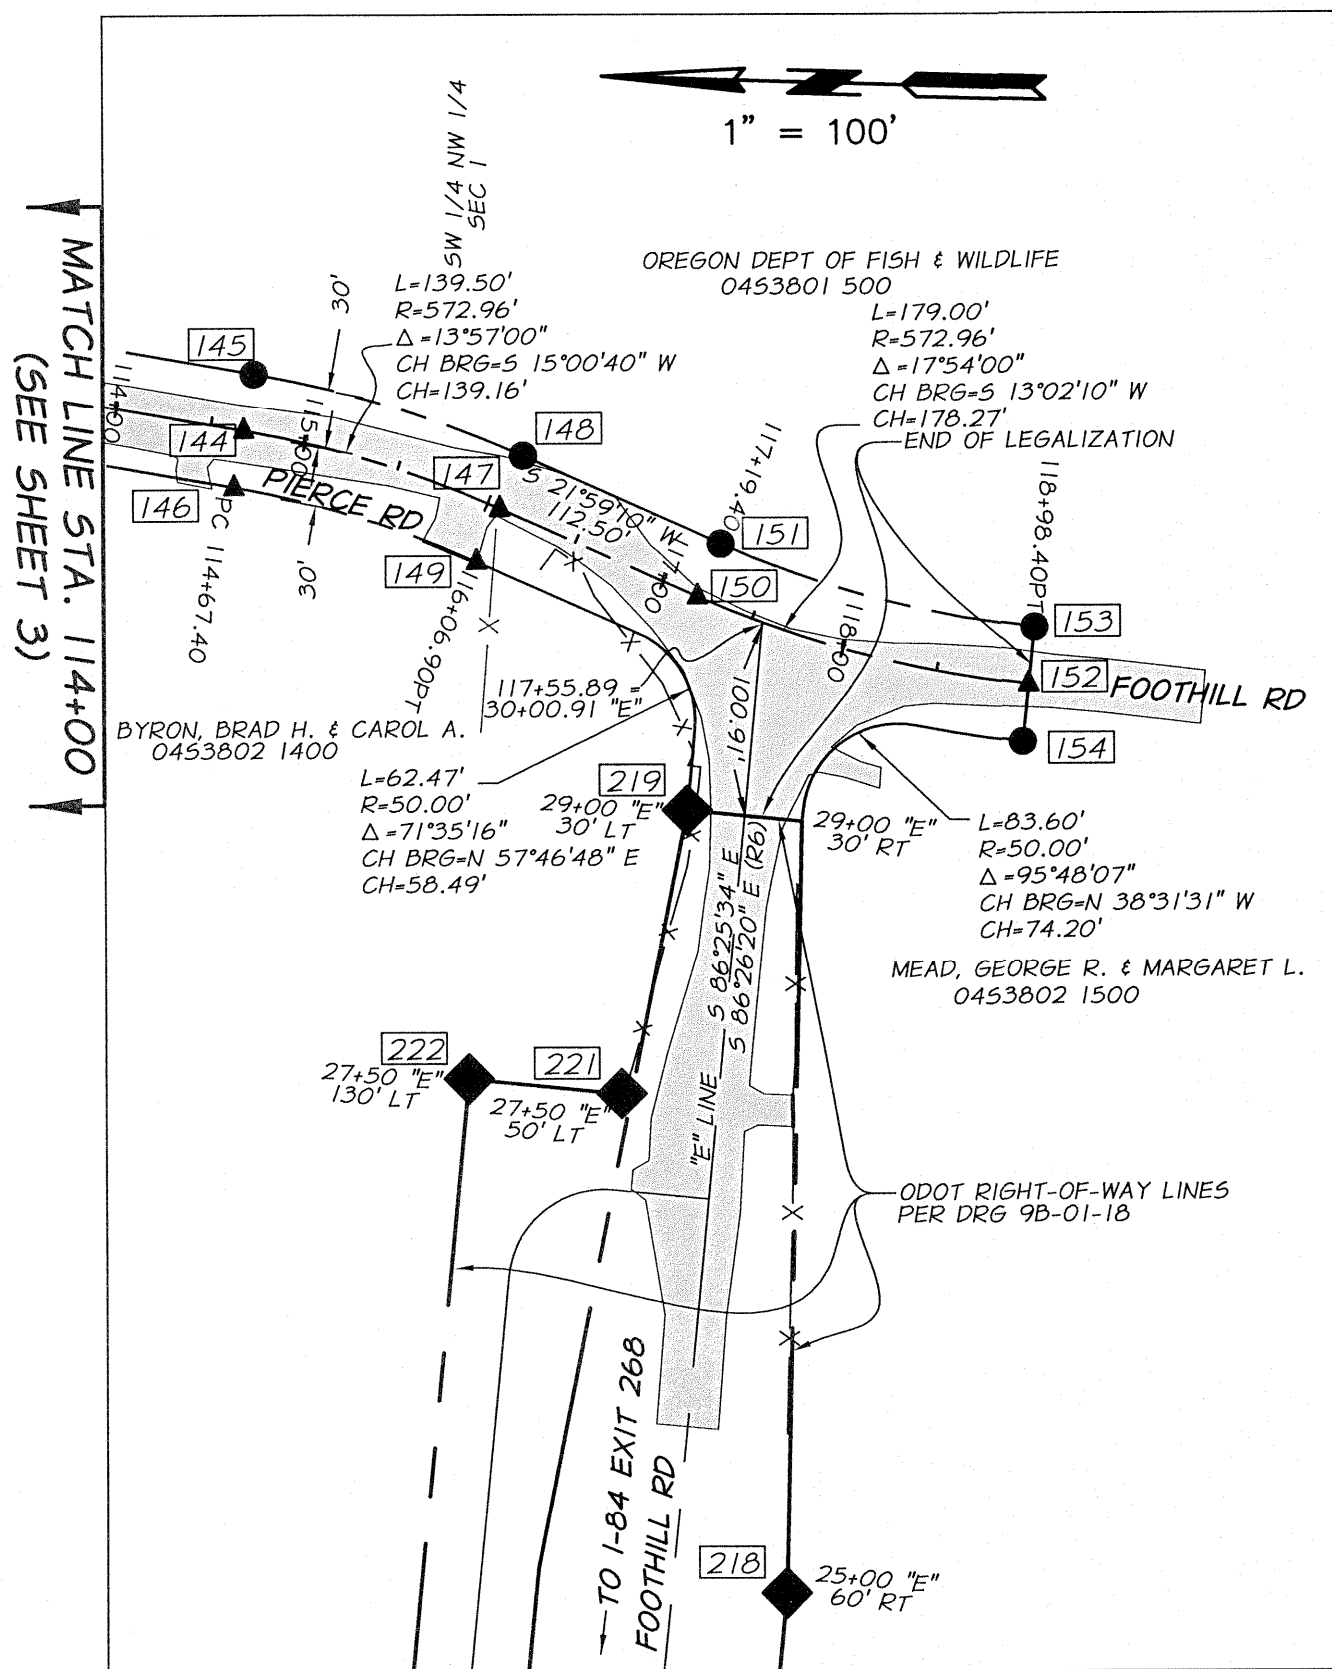 1" = 100'
MATCH LINE STA. 114+00
(SEE SHEET 3)
SW 1/4 NW 1/4
SEC 1
OREGON DEPT OF FISH & WILDLIFE
04S3801 500
L=139.50'
R=572.96'
Δ=13°57'00"
CH BRG=S 15°00'40" W
CH=139.16'
L=179.00'
R=572.96'
Δ=17°54'00"
CH BRG=S 13°02'10" W
CH=178.27'
END OF LEGALIZATION
30'
145
114+00
144
115+00
146
PIERCE RD
PC 114+67.40
30'
148
147
149
S 21°59'10" W
112.50'
116+06.90PT
117+19.40
151
117+00
150
118+00
118+98.40PT
153
152
FOOTHILL RD
154
117+55.89 =
30+00.91 "E"
100.91'
BYRON, BRAD H. & CAROL A.
04S3802 1400
L=62.47'
R=50.00'
Δ=71°35'16"
CH BRG=N 57°46'48" E
CH=58.49'
219
29+00 "E"
30' LT
29+00 "E"
30' RT
L=83.60'
R=50.00'
Δ=95°48'07"
CH BRG=N 38°31'31" W
CH=74.20'
MEAD, GEORGE R. & MARGARET L.
04S3802 1500
"E" LINE
S 86°25'34" E
S 86°26'20" E (R6)
222
27+50 "E"
130' LT
221
27+50 "E"
50' LT
ODOT RIGHT-OF-WAY LINES
PER DRG 9B-01-18
TO I-84 EXIT 268
FOOTHILL RD
218
25+00 "E"
60' RT